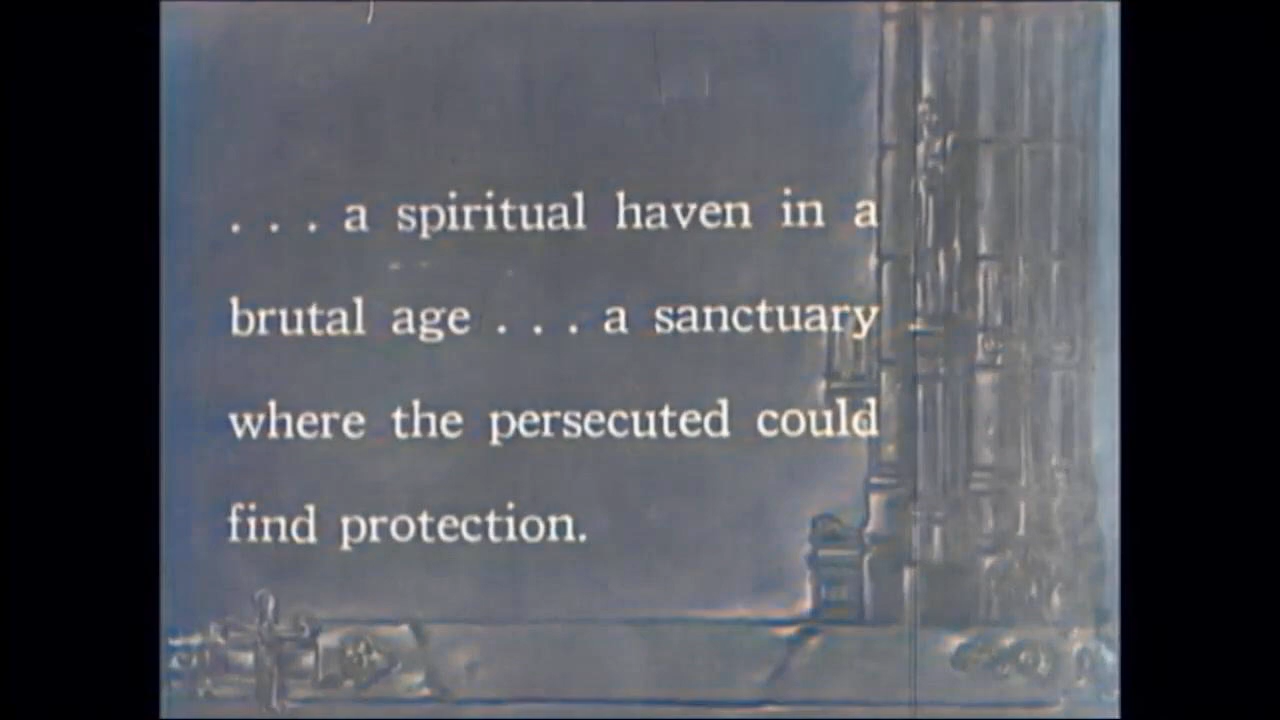 . . . a spiritual haven in a
brutal age . . . a sanctuary
where the persecuted could
find protection.